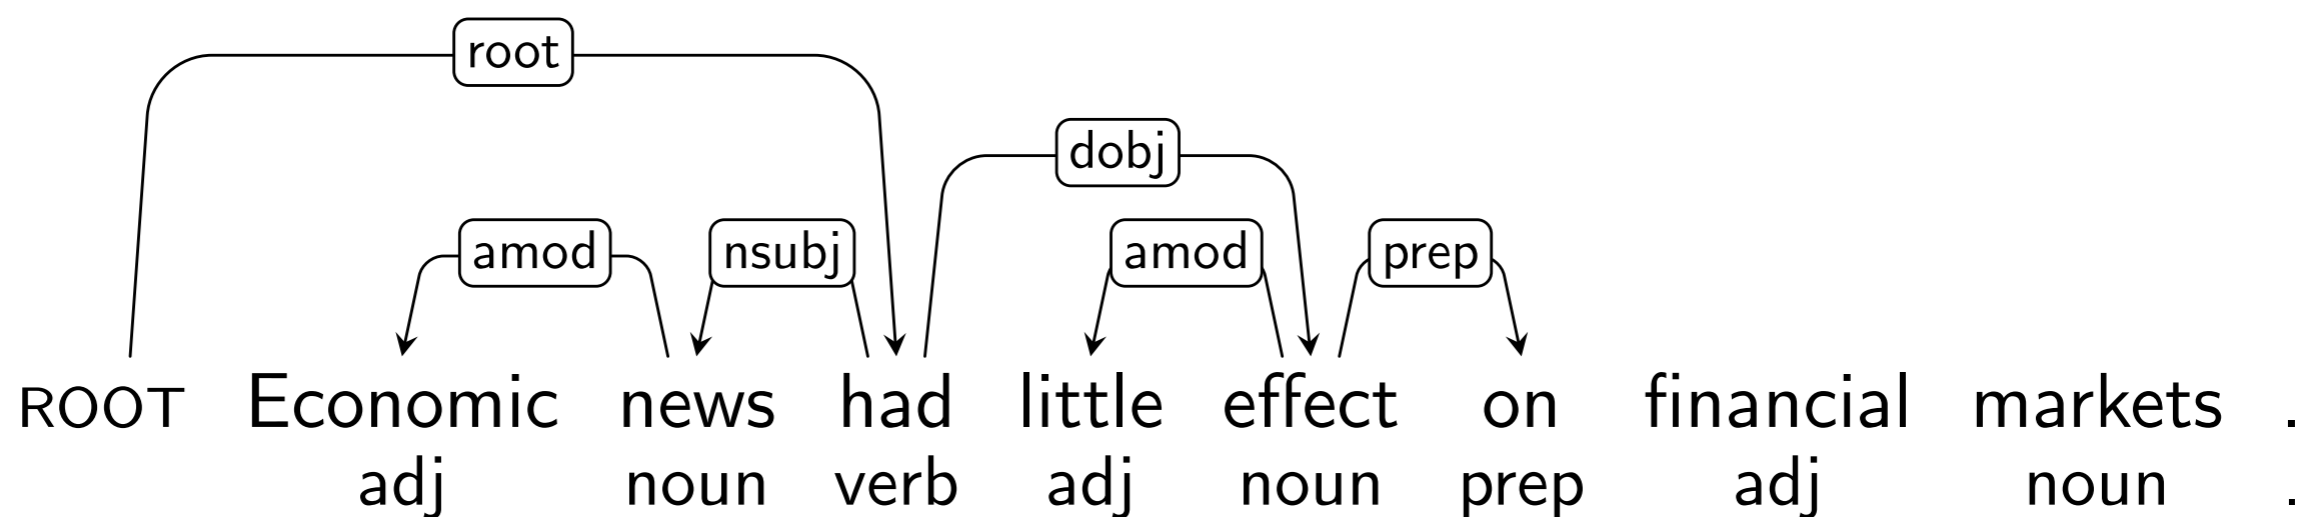 root
dobj
amod nsubj amod prep
ROOT Economic news had little effect on financial markets .
adj noun verb adj noun prep adj noun .